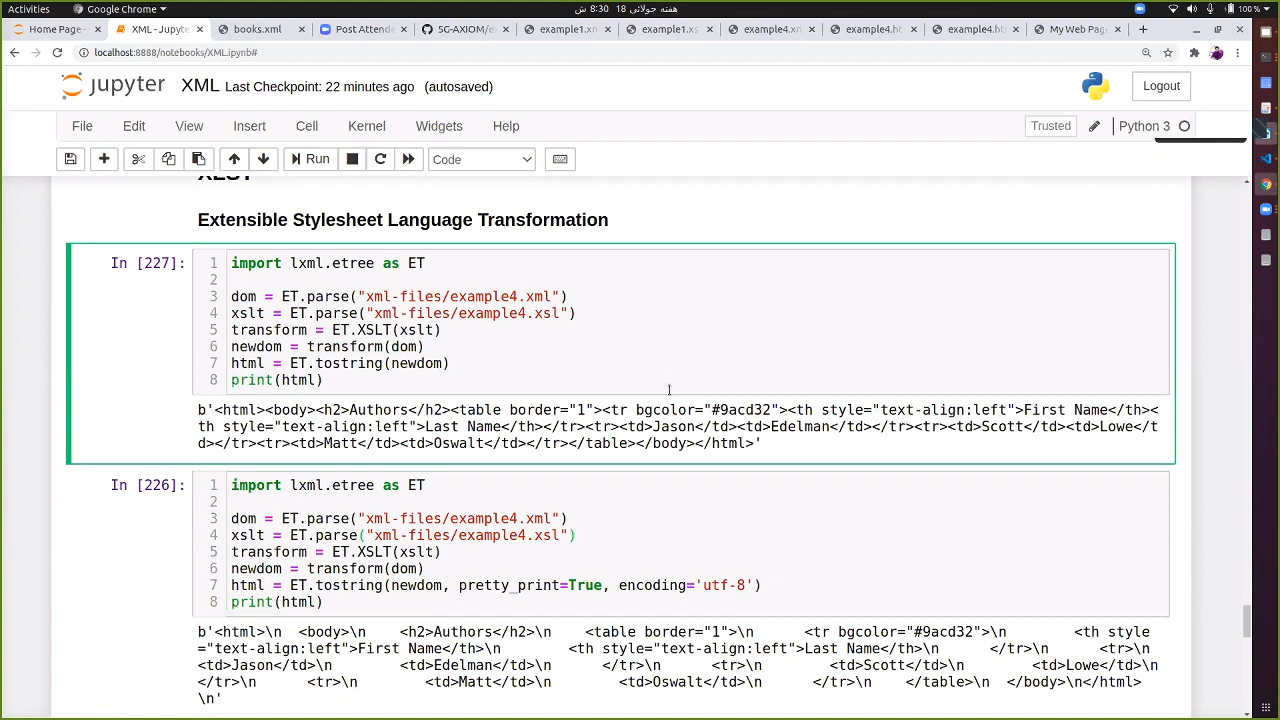 Activities
Google Chrome
هفته جولائی 18 8:30 ش
100 %
Home Page -
XML - Jupyte
books.xml
Post Attende
5G-AXIOM/e
example1.xn
example1.xs
example4.xn
example4.ht
example4.ht
My Web Pag
localhost:8888/notebooks/XML.ipynb#
jupyter XML Last Checkpoint: 22 minutes ago (autosaved)
Logout
File Edit View Insert Cell Kernel Widgets Help
Trusted Python 3
Run Code
XLST
Extensible Stylesheet Language Transformation
In [227]:
1 import lxml.etree as ET
2
3 dom = ET.parse("xml-files/example4.xml")
4 xslt = ET.parse("xml-files/example4.xsl")
5 transform = ET.XSLT(xslt)
6 newdom = transform(dom)
7 html = ET.tostring(newdom)
8 print(html)
b'<html><body><h2>Authors</h2><table border="1"><tr bgcolor="#9acd32"><th style="text-align:left">First Name</th><
th style="text-align:left">Last Name</th></tr><tr><td>Jason</td><td>Edelman</td></tr><tr><td>Scott</td><td>Lowe</t
d></tr><tr><td>Matt</td><td>Oswalt</td></tr></table></body></html>'
In [226]:
1 import lxml.etree as ET
2
3 dom = ET.parse("xml-files/example4.xml")
4 xslt = ET.parse("xml-files/example4.xsl")
5 transform = ET.XSLT(xslt)
6 newdom = transform(dom)
7 html = ET.tostring(newdom, pretty_print=True, encoding='utf-8')
8 print(html)
b'<html>\n  <body>\n    <h2>Authors</h2>\n    <table border="1">\n      <tr bgcolor="#9acd32">\n        <th style
="text-align:left">First Name</th>\n        <th style="text-align:left">Last Name</th>\n      </tr>\n      <tr>\n
<td>Jason</td>\n        <td>Edelman</td>\n      </tr>\n      <tr>\n        <td>Scott</td>\n        <td>Lowe</td>\n
</tr>\n      <tr>\n        <td>Matt</td>\n        <td>Oswalt</td>\n      </tr>\n    </table>\n  </body>\n</html>
\n'